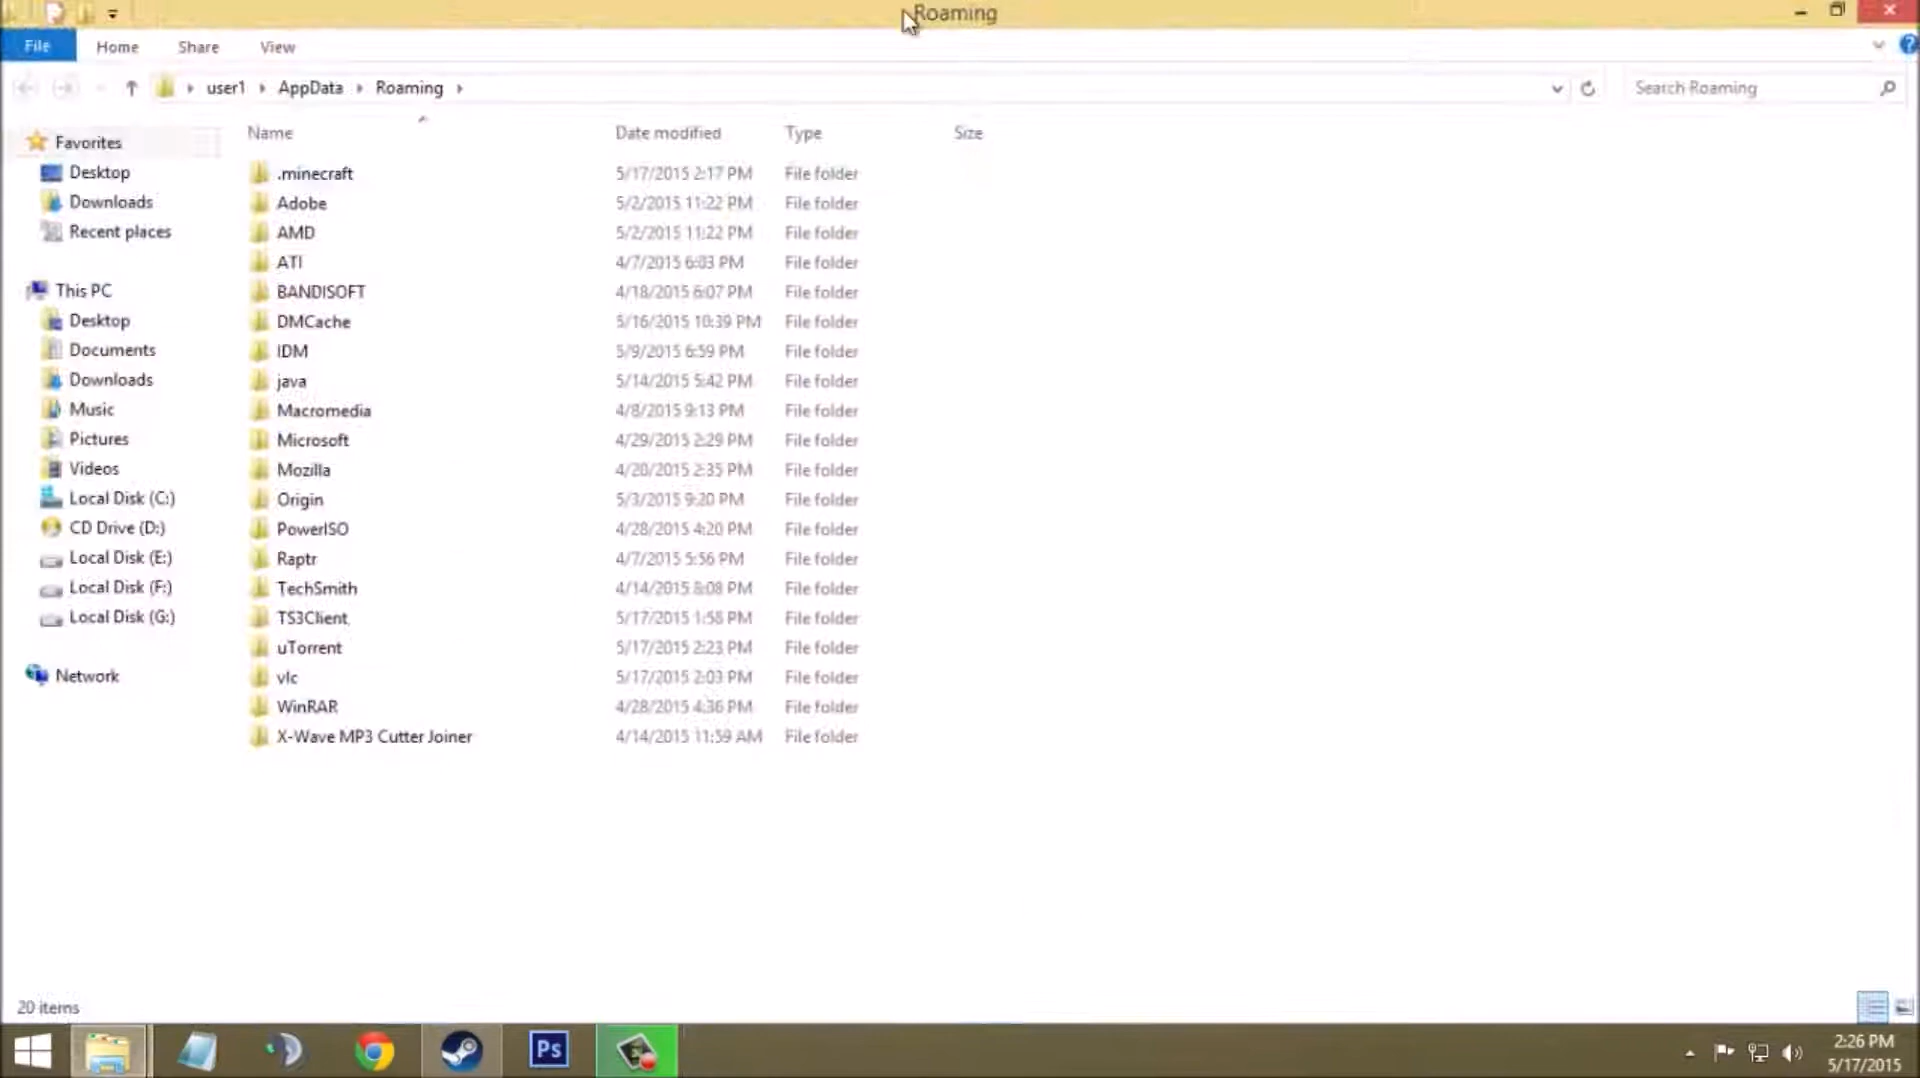 Roaming
File Home Share View
user1 AppData Roaming Search Roaming
Name Date modified Type Size
Favorites
Desktop
Downloads
Recent places
This PC
Desktop
Documents
Downloads
Music
Pictures
Videos
Local Disk (C:)
CD Drive (D:)
Local Disk (E:)
Local Disk (F:)
Local Disk (G:)
Network
.minecraft 5/17/2015 2:17 PM File folder
Adobe 5/2/2015 11:22 PM File folder
AMD 5/2/2015 11:22 PM File folder
ATI 4/7/2015 6:03 PM File folder
BANDISOFT 4/18/2015 6:07 PM File folder
DMCache 5/16/2015 10:39 PM File folder
IDM 5/9/2015 6:59 PM File folder
java 5/14/2015 5:42 PM File folder
Macromedia 4/8/2015 9:13 PM File folder
Microsoft 4/29/2015 2:29 PM File folder
Mozilla 4/20/2015 2:35 PM File folder
Origin 5/3/2015 9:20 PM File folder
PowerISO 4/28/2015 4:20 PM File folder
Raptr 4/7/2015 5:56 PM File folder
TechSmith 4/14/2015 8:08 PM File folder
TS3Client 5/17/2015 1:58 PM File folder
uTorrent 5/17/2015 2:23 PM File folder
vlc 5/17/2015 2:03 PM File folder
WinRAR 4/28/2015 4:36 PM File folder
X-Wave MP3 Cutter Joiner 4/14/2015 11:59 AM File folder
20 items
Ps
2:26 PM
5/17/2015